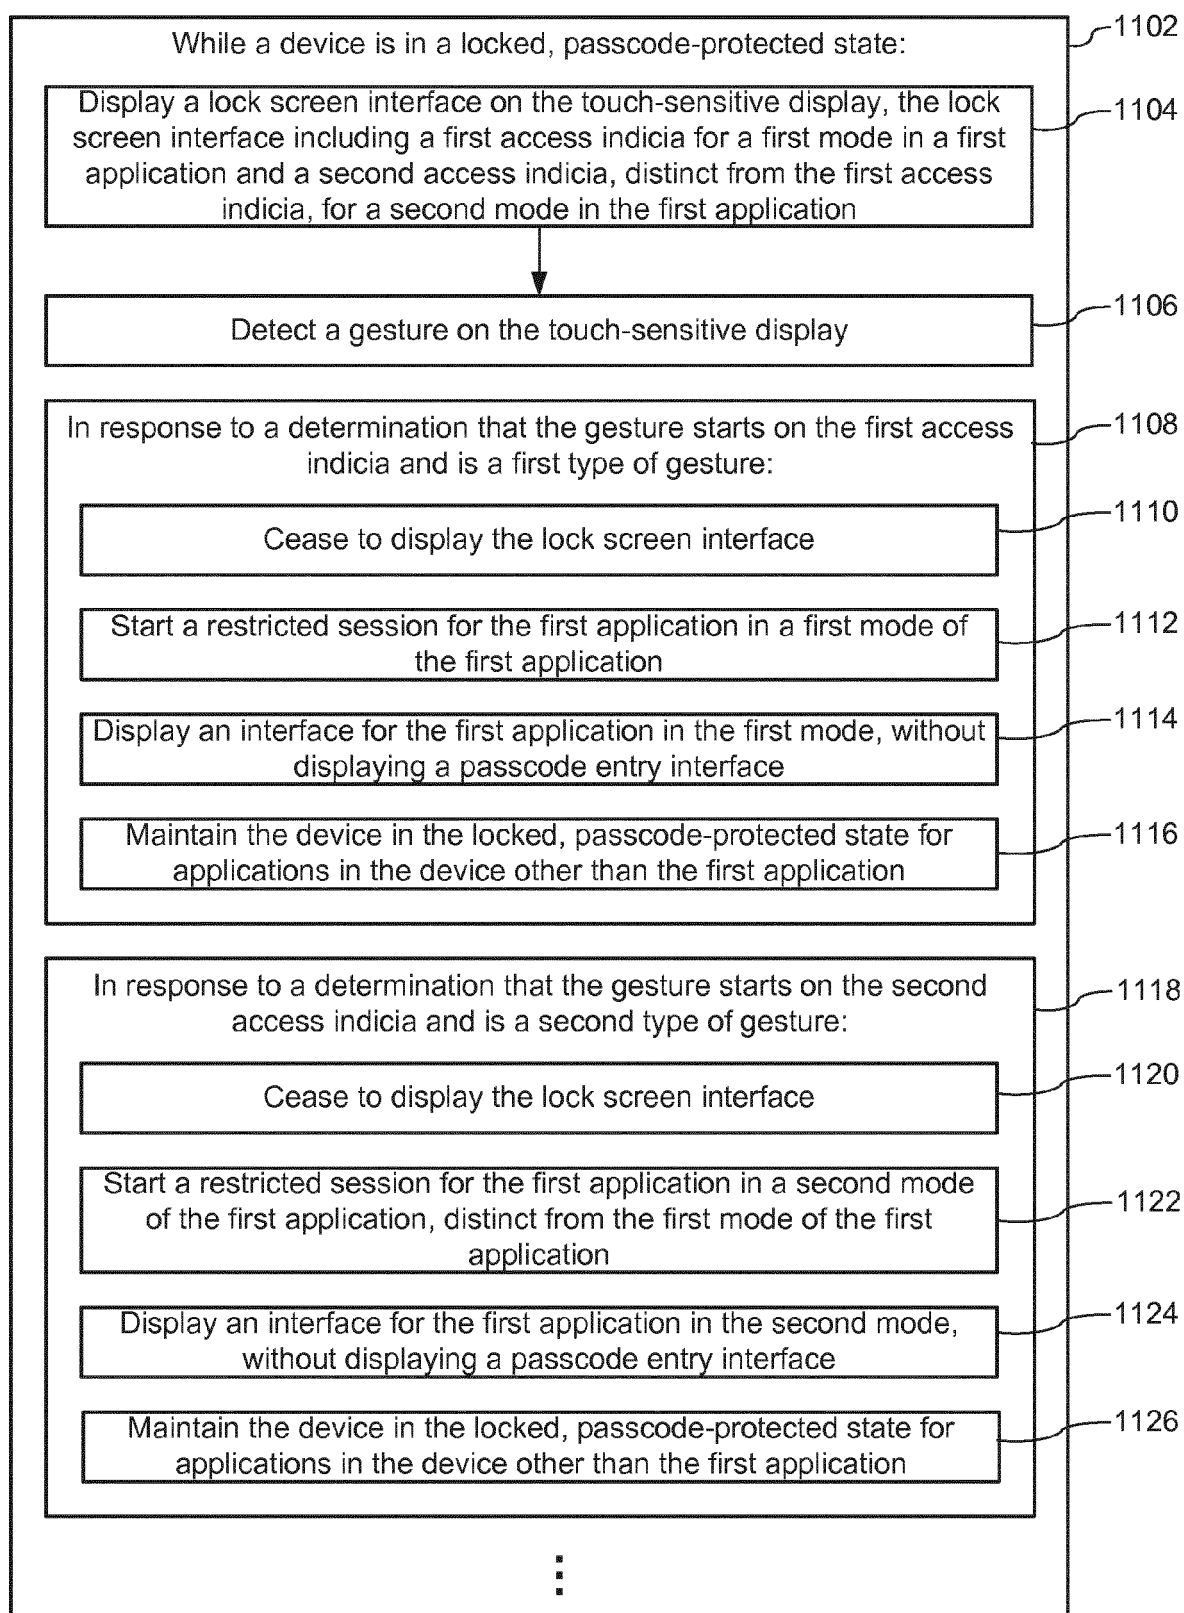 While a device is in a locked, passcode-protected state:
1102
Display a lock screen interface on the touch-sensitive display, the lock
screen interface including a first access indicia for a first mode in a first
application and a second access indicia, distinct from the first access
indicia, for a second mode in the first application
1104
Detect a gesture on the touch-sensitive display
1106
In response to a determination that the gesture starts on the first access
indicia and is a first type of gesture:
1108
Cease to display the lock screen interface
1110
Start a restricted session for the first application in a first mode of
the first application
1112
Display an interface for the first application in the first mode, without
displaying a passcode entry interface
1114
Maintain the device in the locked, passcode-protected state for
applications in the device other than the first application
1116
In response to a determination that the gesture starts on the second
access indicia and is a second type of gesture:
1118
Cease to display the lock screen interface
1120
Start a restricted session for the first application in a second mode
of the first application, distinct from the first mode of the first
application
1122
Display an interface for the first application in the second mode,
without displaying a passcode entry interface
1124
Maintain the device in the locked, passcode-protected state for
applications in the device other than the first application
1126